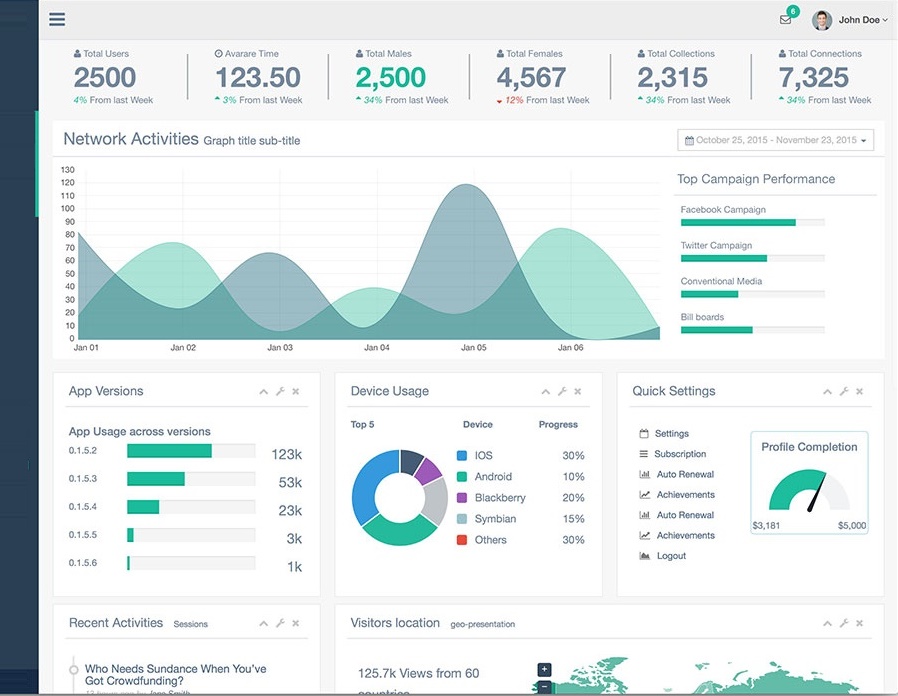 6
John Doe
Total Users
2500
4% From last Week
Avarare Time
123.50
3% From last Week
Total Males
2,500
34% From last Week
Total Females
4,567
12% From last Week
Total Collections
2,315
34% From last Week
Total Connections
7,325
34% From last Week
Network Activities Graph title sub-title
October 25, 2015 - November 23, 2015
130
120
110
100
90
80
70
60
50
40
30
20
10
0
Jan 01 Jan 02 Jan 03 Jan 04 Jan 05 Jan 06
Top Campaign Performance
Facebook Campaign
Twitter Campaign
Conventional Media
Bill boards
App Versions
App Usage across versions
0.1.5.2 123k
0.1.5.3 53k
0.1.5.4 23k
0.1.5.5 3k
0.1.5.6 1k
Device Usage
Top 5 Device Progress
IOS 30%
Android 10%
Blackberry 20%
Symbian 15%
Others 30%
Quick Settings
Settings
Subscription
Auto Renewal
Achievements
Auto Renewal
Achievements
Logout
Profile Completion
$3,181 $5,000
Recent Activities Sessions
Who Needs Sundance When You've
Got Crowdfunding?
13 hours ago by Jane Smith
Visitors location geo-presentation
125.7k Views from 60
countries
+
−